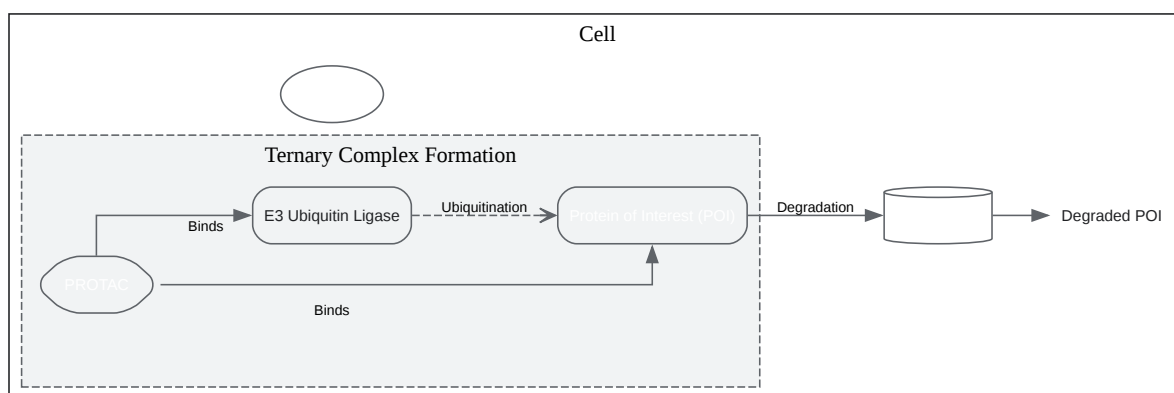 Cell
Ternary Complex Formation
E3 Ubiquitin Ligase
Ubiquitination
Protein of Interest (POI)
Degradation
Degraded POI
Binds
PROTAC
Binds